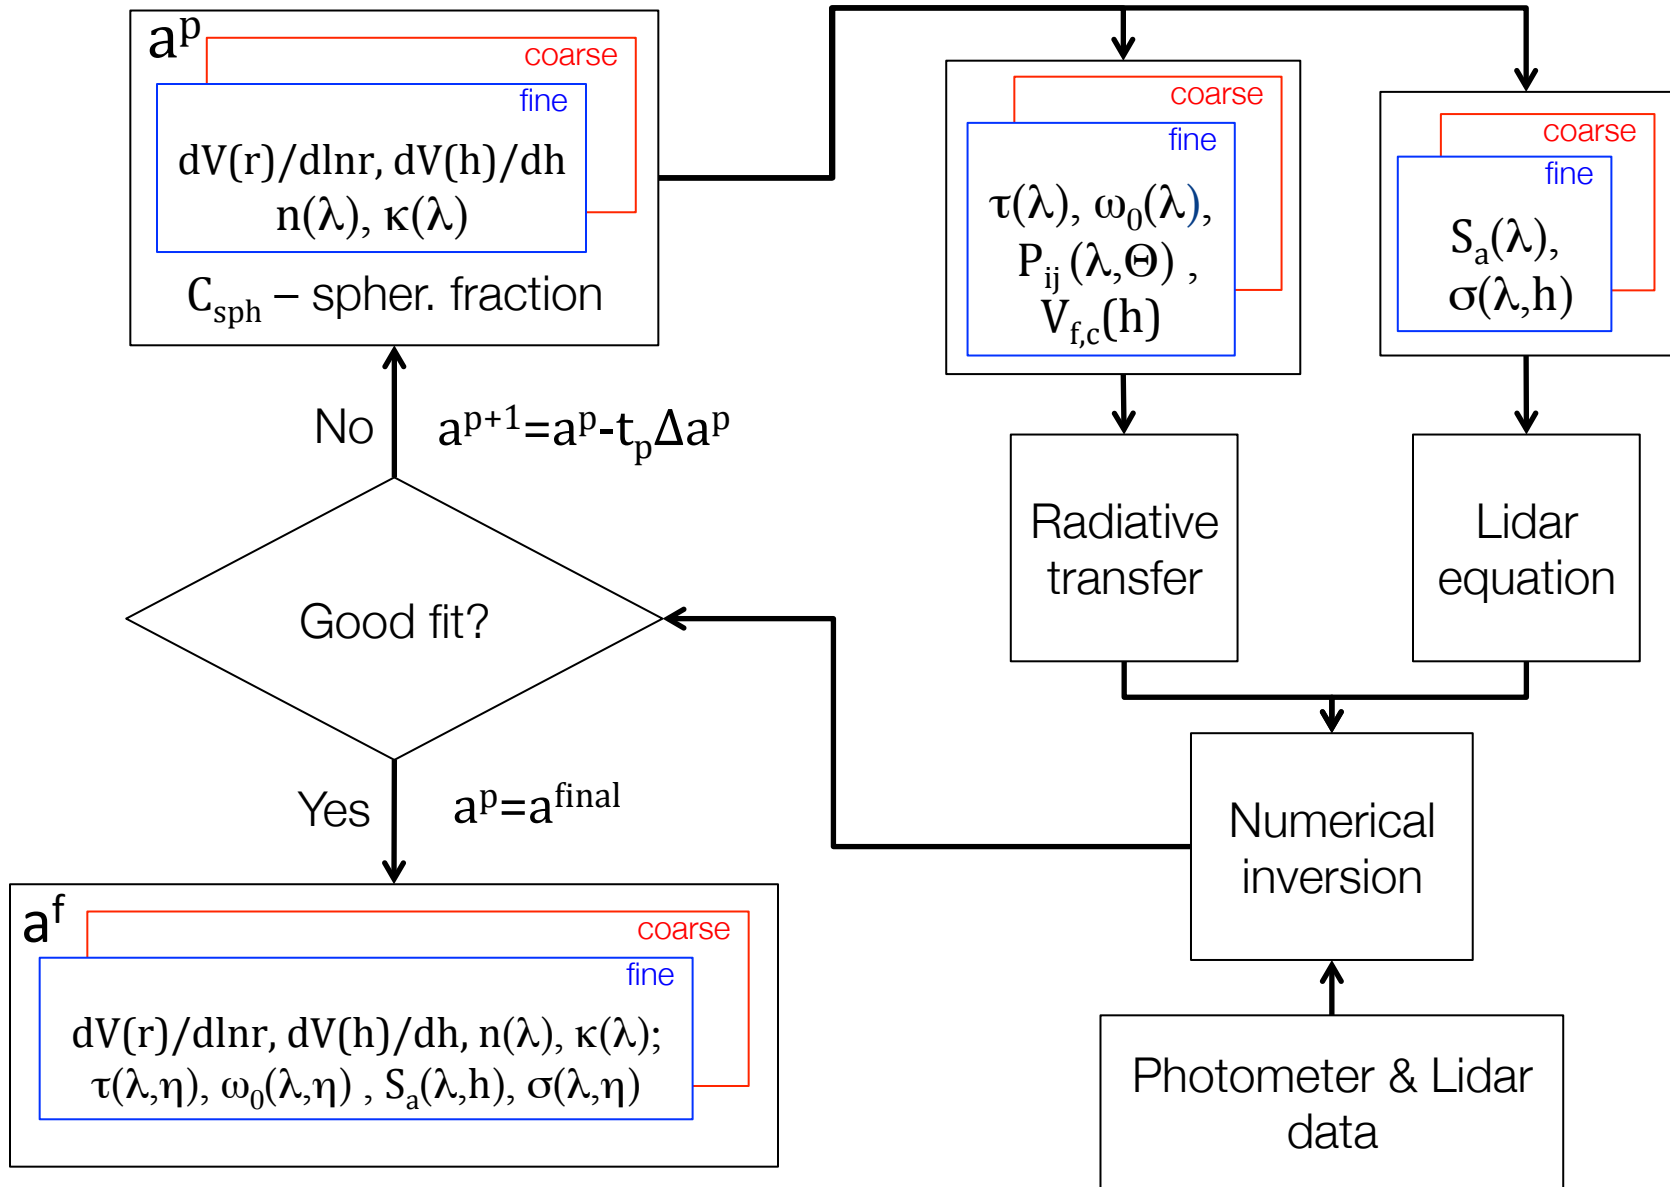 a^p
coarse
fine
dV(r)/dlnr, dV(h)/dh
n(λ), κ(λ)
C_sph – spher. fraction
coarse
fine
τ(λ), ω_0(λ),
P_ij (λ,Θ) ,
V_f,c(h)
coarse
fine
S_a(λ),
σ(λ,h)
No
a^p+1=a^p-t_pΔa^p
Radiative
transfer
Lidar
equation
Good fit?
Yes
a^p=a^final
Numerical
inversion
a^f
coarse
fine
dV(r)/dlnr, dV(h)/dh, n(λ), κ(λ);
τ(λ,η), ω_0(λ,η) , S_a(λ,h), σ(λ,η)
Photometer & Lidar
data